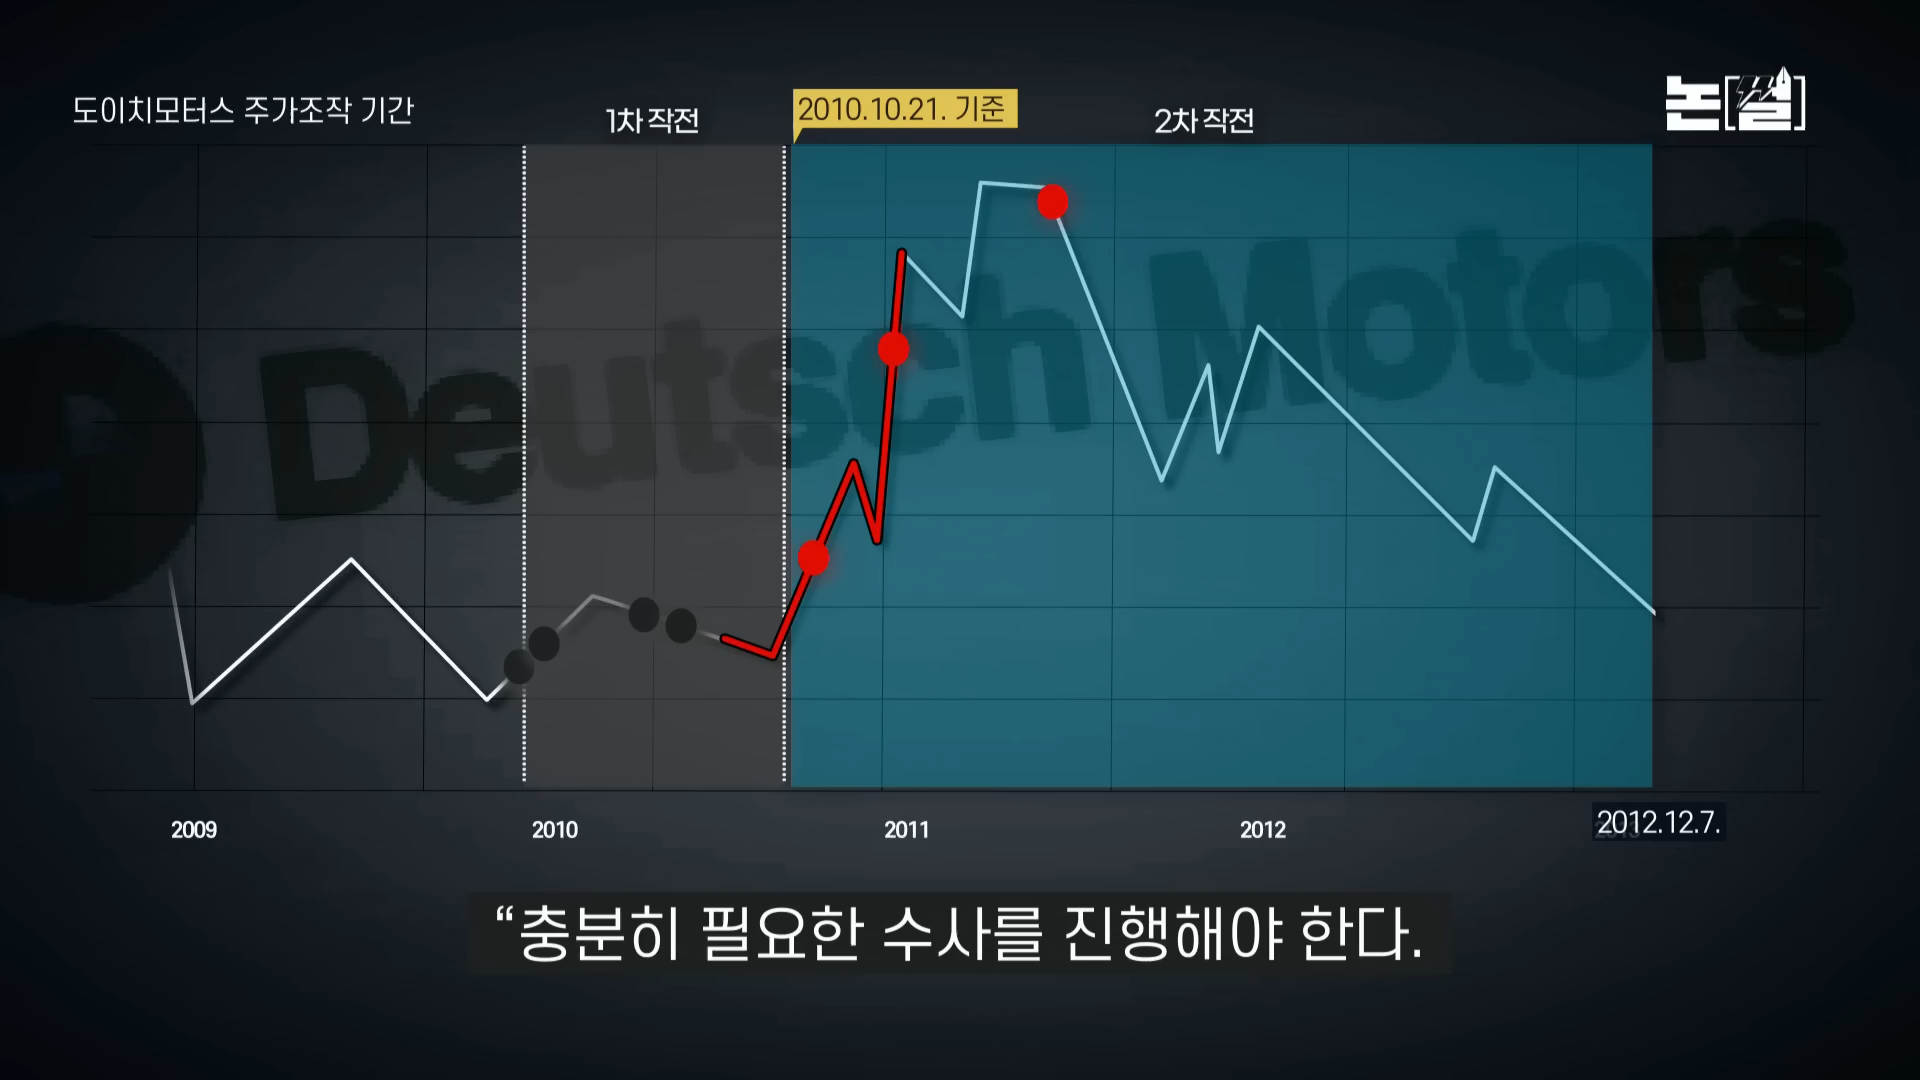 도이치모터스 주가조작 기간
1차 작전
2010.10.21. 기준
2차 작전
논[썰]
Deutsch Motors
2009
2010
2011
2012
2012.12.7.
“충분히 필요한 수사를 진행해야 한다.